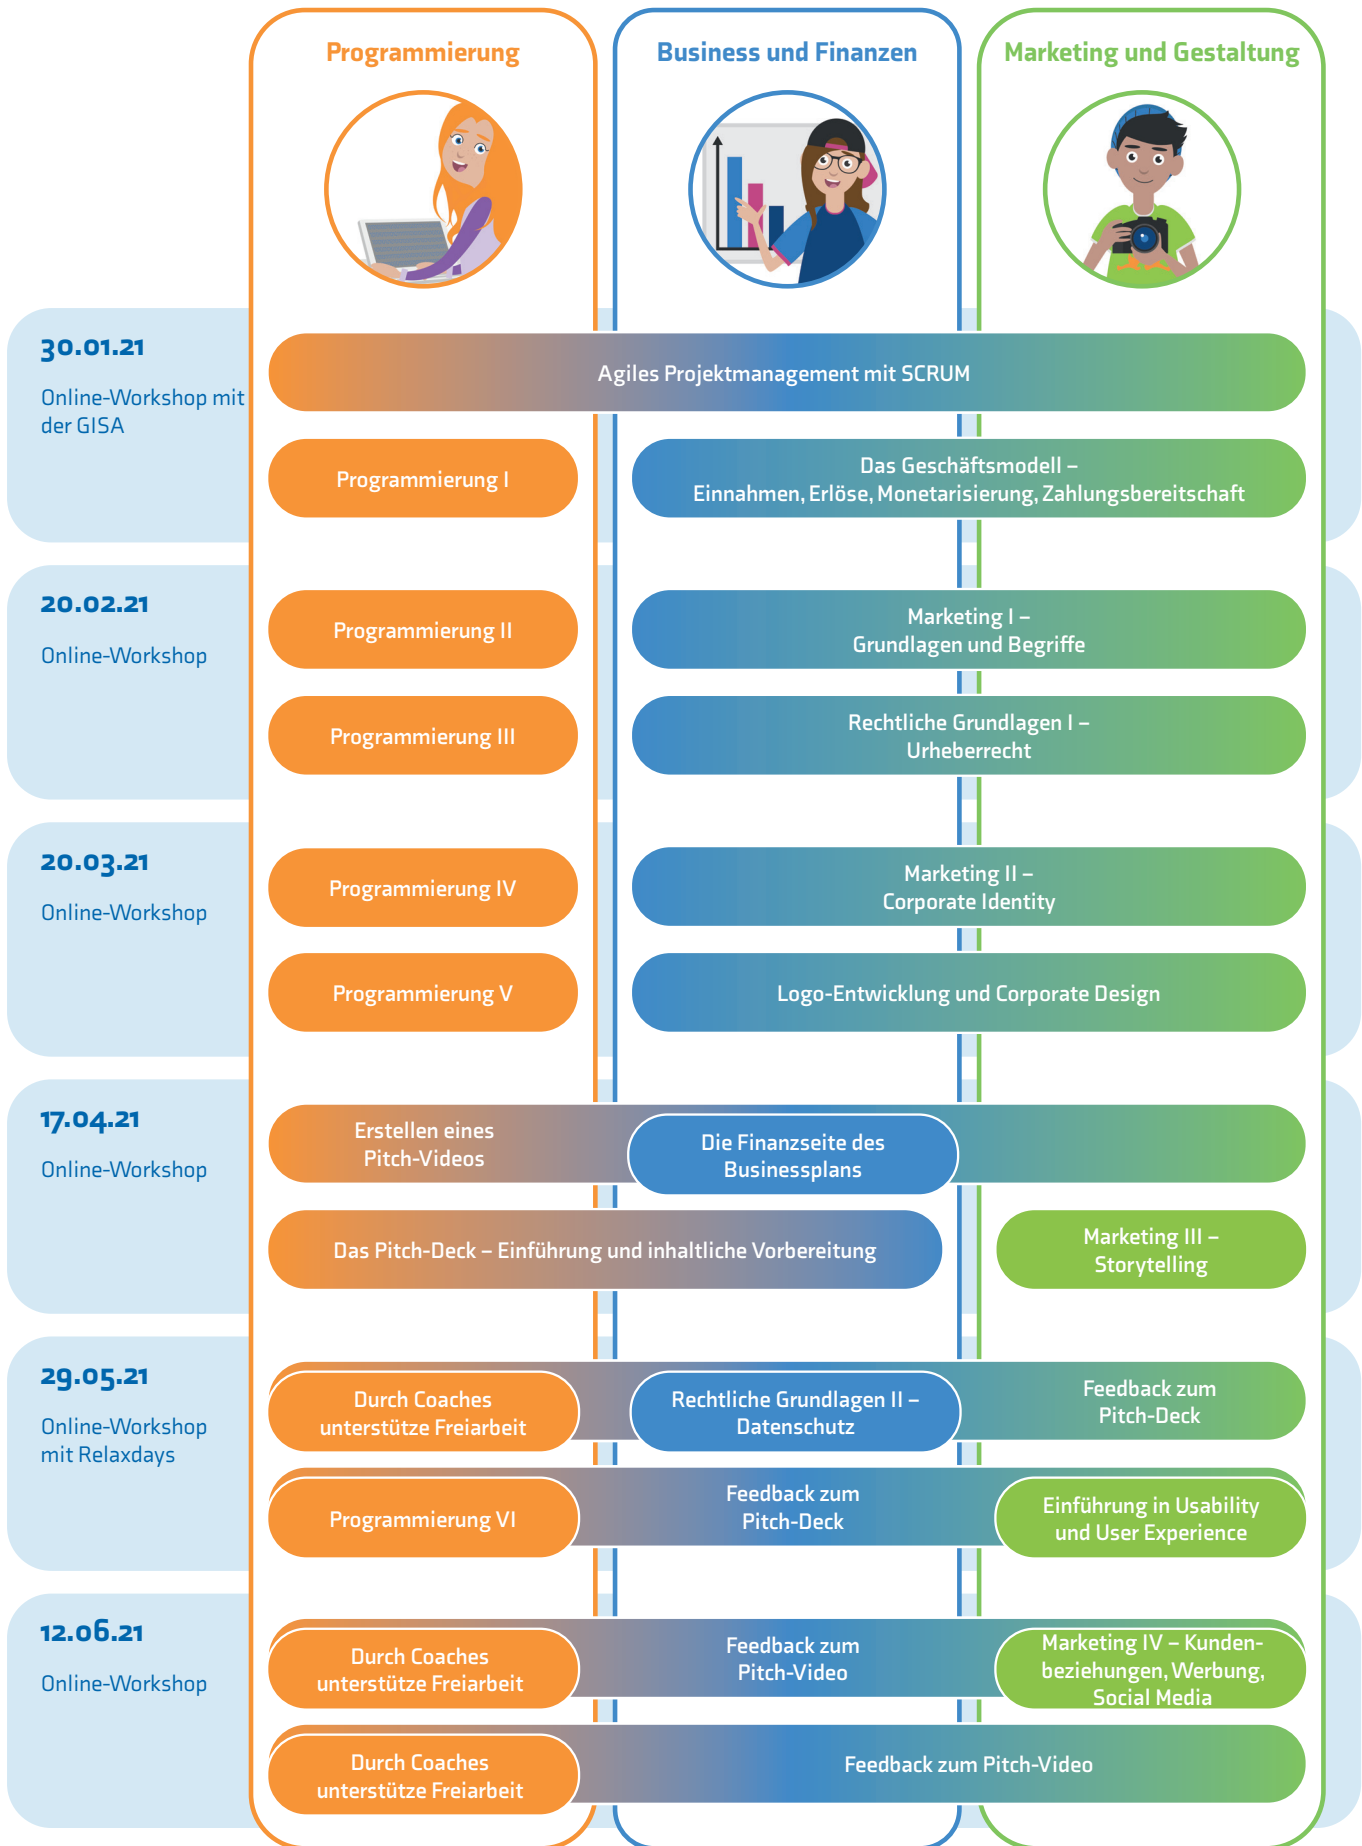 Programmierung
Business und Finanzen
Marketing und Gestaltung
30.01.21
Online-Workshop mit
der GISA
Agiles Projektmanagement mit SCRUM
Programmierung I
Das Geschäftsmodell –
Einnahmen, Erlöse, Monetarisierung, Zahlungsbereitschaft
20.02.21
Online-Workshop
Programmierung II
Marketing I –
Grundlagen und Begriffe
Programmierung III
Rechtliche Grundlagen I –
Urheberrecht
20.03.21
Online-Workshop
Programmierung IV
Marketing II –
Corporate Identity
Programmierung V
Logo-Entwicklung und Corporate Design
17.04.21
Online-Workshop
Erstellen eines
Pitch-Videos
Die Finanzseite des
Businessplans
Das Pitch-Deck – Einführung und inhaltliche Vorbereitung
Marketing III –
Storytelling
29.05.21
Online-Workshop
mit Relaxdays
Durch Coaches
unterstütze Freiarbeit
Rechtliche Grundlagen II –
Datenschutz
Feedback zum
Pitch-Deck
Programmierung VI
Feedback zum
Pitch-Deck
Einführung in Usability
und User Experience
12.06.21
Online-Workshop
Durch Coaches
unterstütze Freiarbeit
Feedback zum
Pitch-Video
Marketing IV – Kunden-
beziehungen, Werbung,
Social Media
Durch Coaches
unterstütze Freiarbeit
Feedback zum Pitch-Video